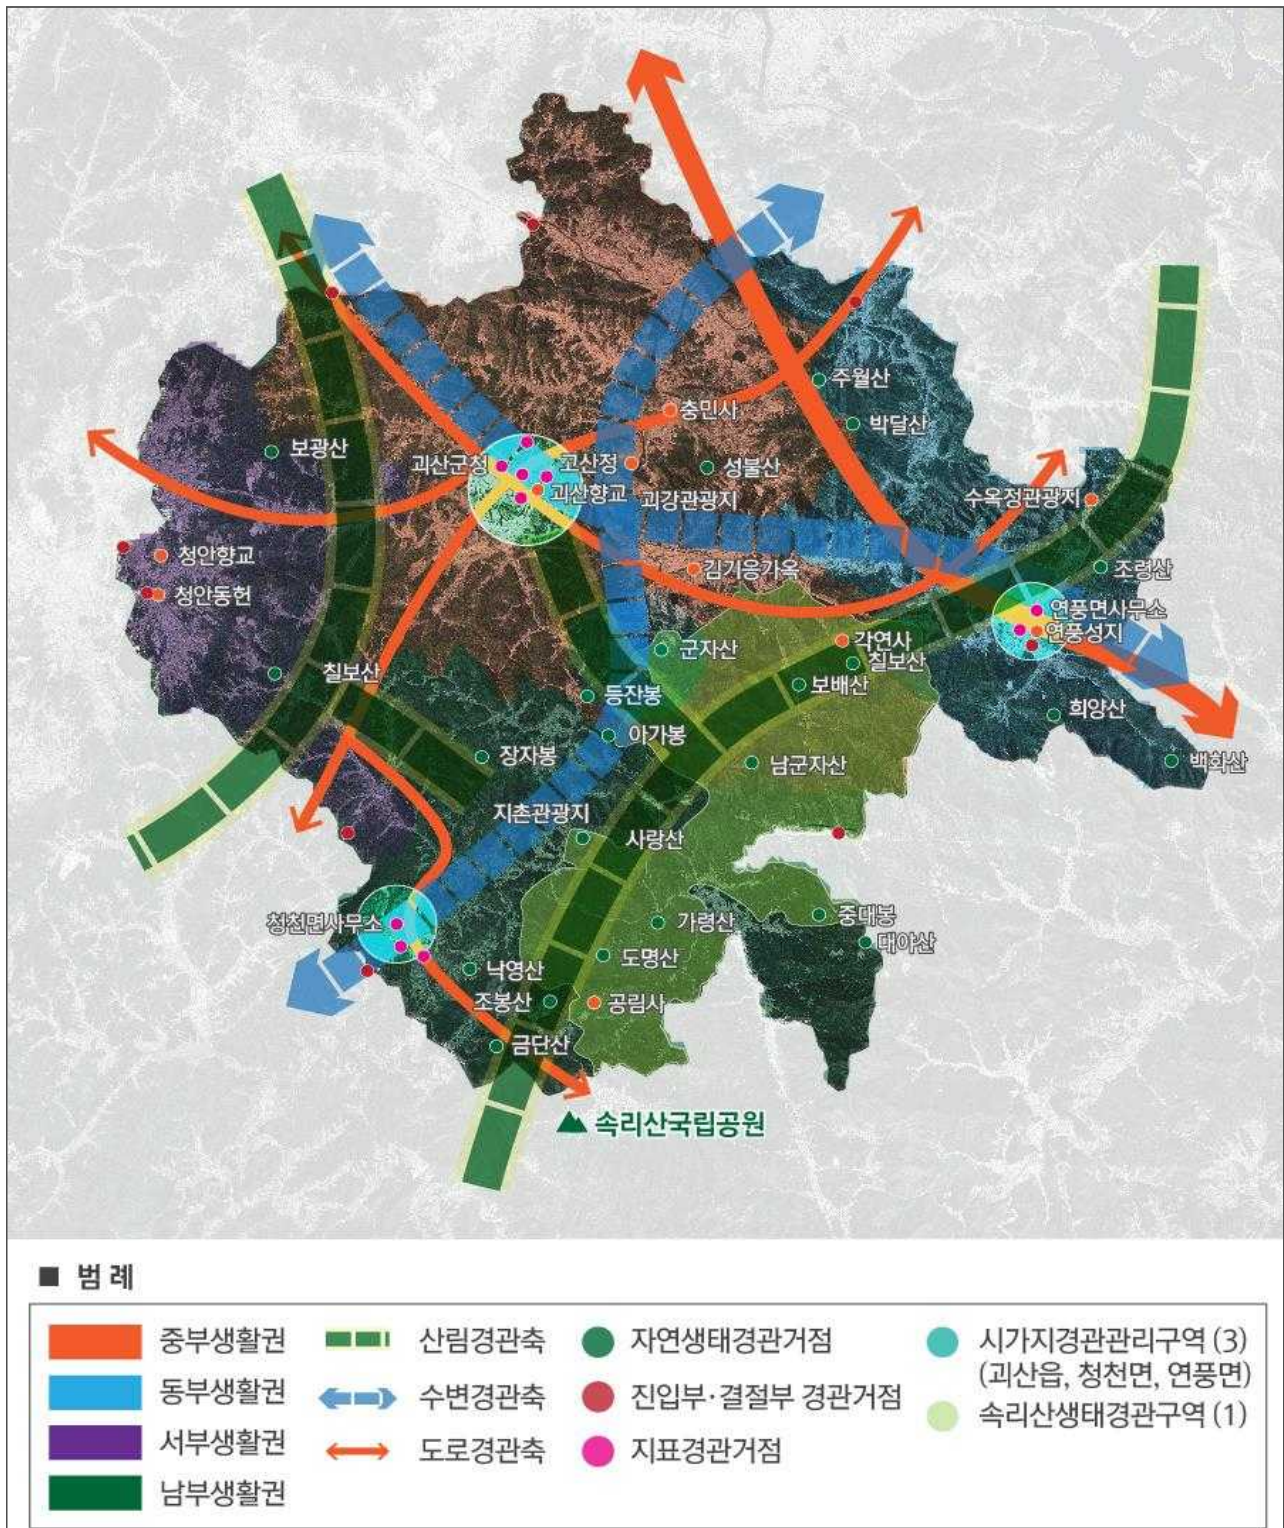 주월산
박달산
충민사
보광산
괴산군청
고산정
성불산
괴산향교
괴강관광지
수옥정관광지
청안향교
김기응가옥
조령산
청안동헌
연풍면사무소
연풍성지
각연사
군자산
칠보산
칠보산
보배산
등잔봉
희양산
아가봉
장자봉
남군자산
백화산
지촌관광지
사랑산
청천면사무소
가령산
중대봉
대야산
도명산
낙영산
조봉산
공림사
금단산
속리산국립공원
■ 범 례
중부생활권
동부생활권
서부생활권
남부생활권
산림경관축
수변경관축
도로경관축
자연생태경관거점
진입부·결절부 경관거점
지표경관거점
시가지경관관리구역 (3)
(괴산읍, 청천면, 연풍면)
속리산생태경관구역 (1)